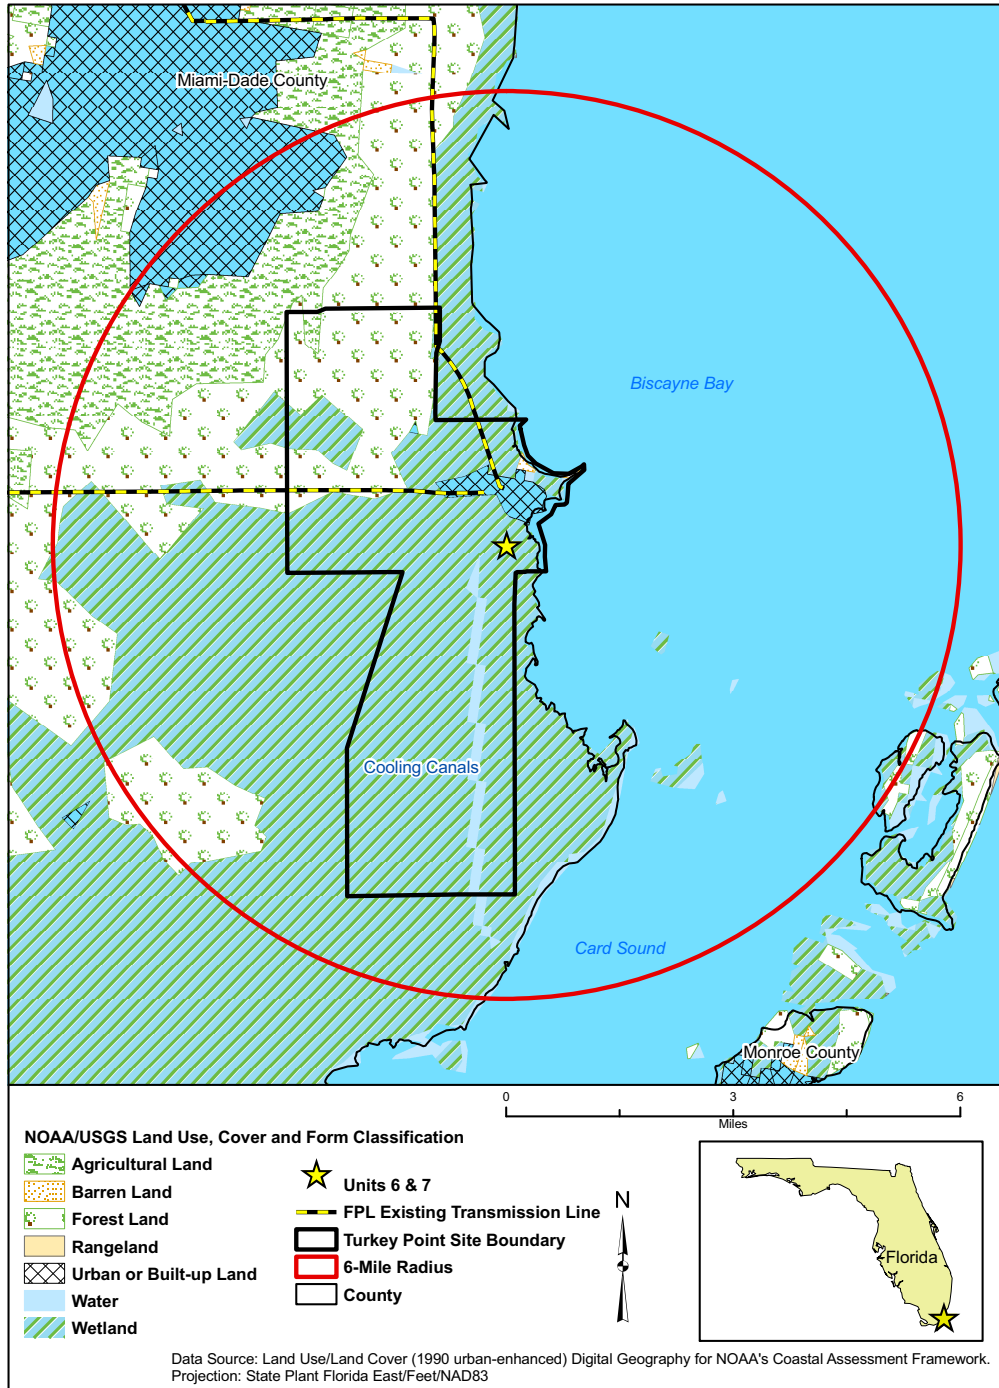 Miami-Dade County
Biscayne Bay
Cooling Canals
Card Sound
Monroe County
0 3 6
Miles
NOAA/USGS Land Use, Cover and Form Classification
Agricultural Land
Barren Land
Forest Land
Rangeland
Urban or Built-up Land
Water
Wetland
Units 6 & 7
FPL Existing Transmission Line
Turkey Point Site Boundary
6-Mile Radius
County
N
Florida
Data Source: Land Use/Land Cover (1990 urban-enhanced) Digital Geography for NOAA's Coastal Assessment Framework.
Projection: State Plant Florida East/Feet/NAD83